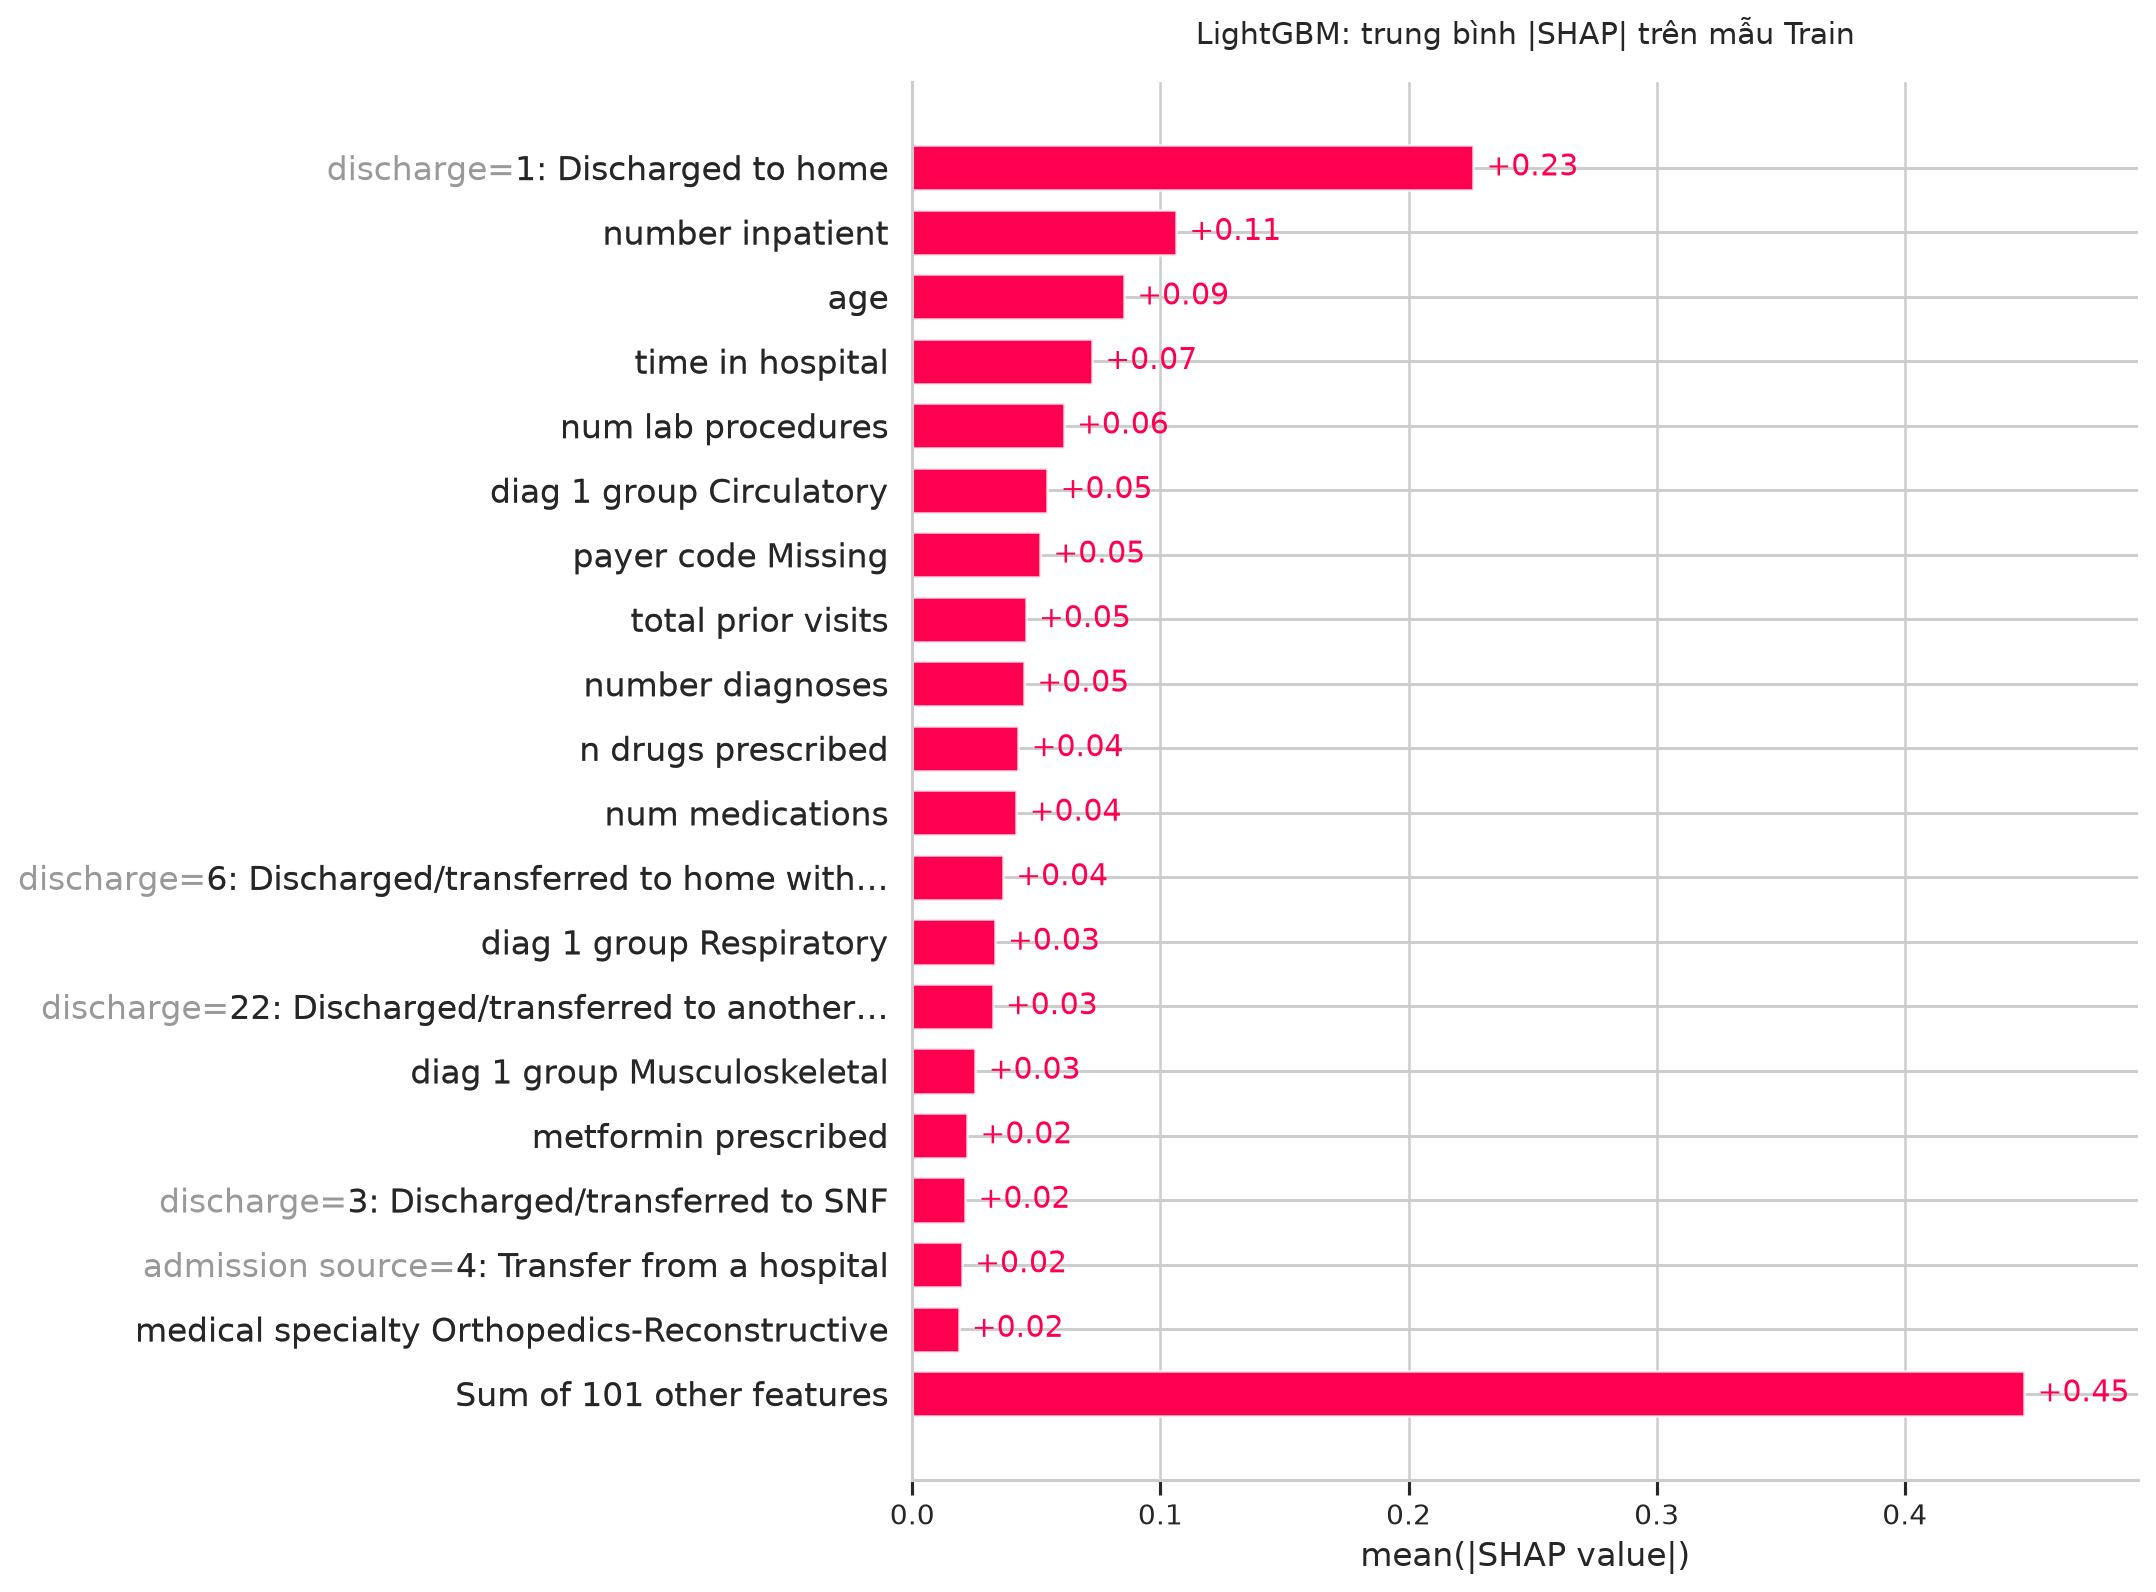 LightGBM: trung bình |SHAP| trên mẫu Train
discharge=1: Discharged to home +0.23
number inpatient +0.11
age +0.09
time in hospital +0.07
num lab procedures +0.06
diag 1 group Circulatory +0.05
payer code Missing +0.05
total prior visits +0.05
number diagnoses +0.05
n drugs prescribed +0.04
num medications +0.04
discharge=6: Discharged/transferred to home with... +0.04
diag 1 group Respiratory +0.03
discharge=22: Discharged/transferred to another... +0.03
diag 1 group Musculoskeletal +0.03
metformin prescribed +0.02
discharge=3: Discharged/transferred to SNF +0.02
admission source=4: Transfer from a hospital +0.02
medical specialty Orthopedics-Reconstructive +0.02
Sum of 101 other features +0.45
0.0 0.1 0.2 0.3 0.4
mean(|SHAP value|)